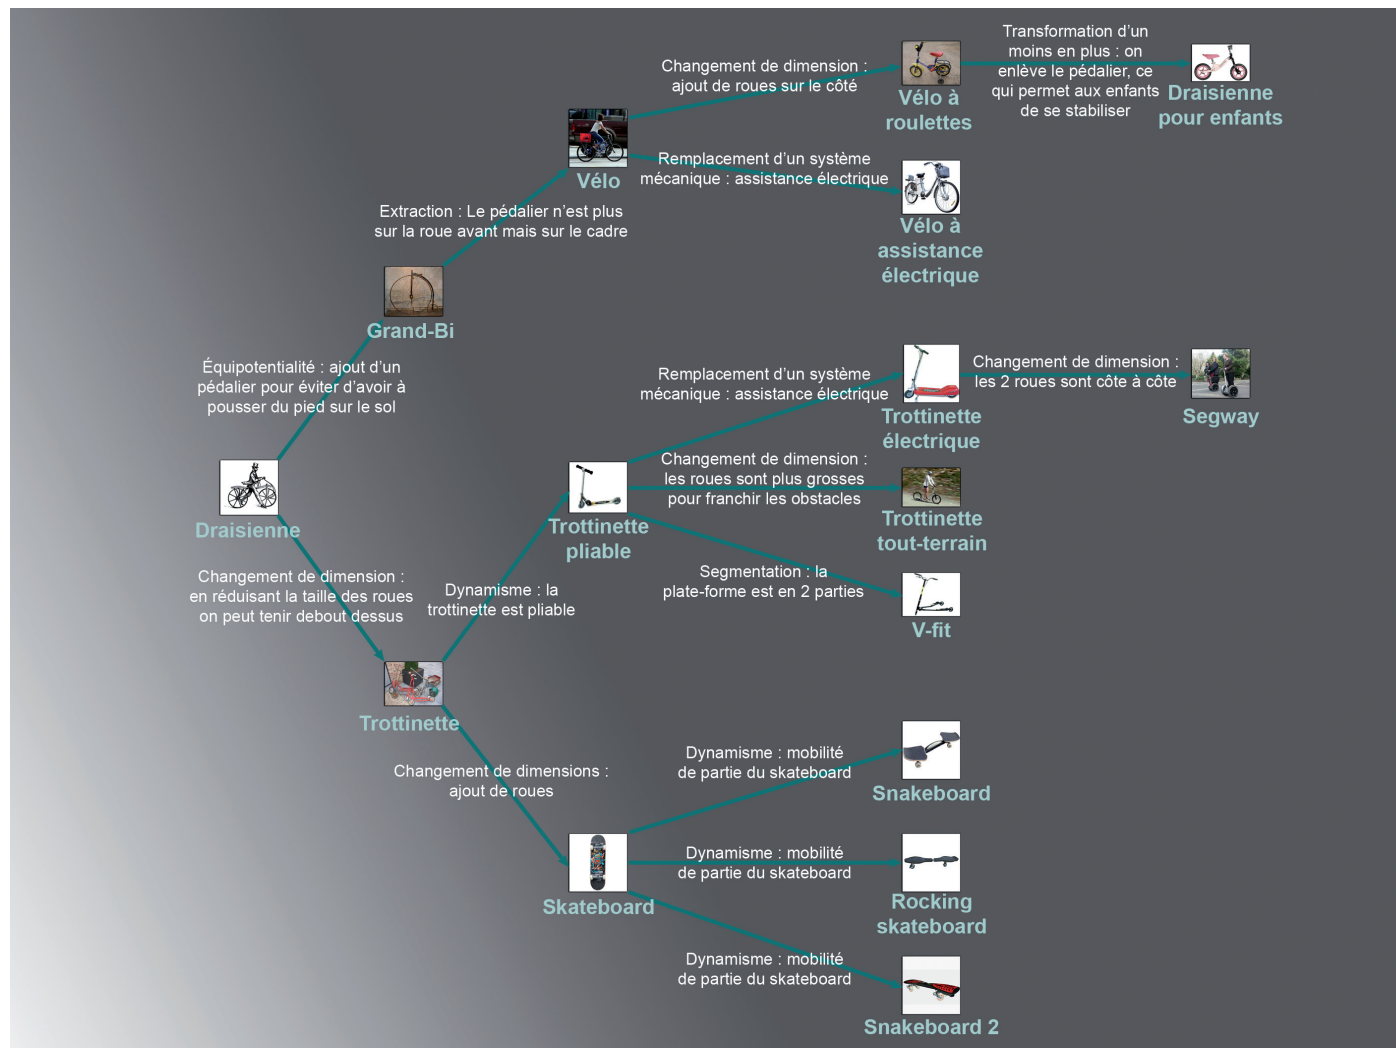 Transformation d'un
moins en plus : on
enlève le pédalier, ce
qui permet aux enfants
de se stabiliser
Changement de dimension :
ajout de roues sur le côté
Vélo à
roulettes
Draisienne
pour enfants
Vélo
Remplacement d'un système
mécanique : assistance électrique
Vélo à
assistance
électrique
Extraction : Le pédalier n'est plus
sur la roue avant mais sur le cadre
Grand-Bi
Équipotentialité : ajout d'un
pédalier pour éviter d'avoir à
pousser du pied sur le sol
Remplacement d'un système
mécanique : assistance électrique
Trottinette
électrique
Changement de dimension :
les 2 roues sont côte à côte
Segway
Draisienne
Changement de dimension :
les roues sont plus grosses
pour franchir les obstacles
Trottinette
pliable
Trottinette
tout-terrain
Changement de dimension :
en réduisant la taille des roues
on peut tenir debout dessus
Dynamisme : la
trottinette est pliable
Segmentation : la
plate-forme est en 2 parties
V-fit
Trottinette
Changement de dimensions :
ajout de roues
Dynamisme : mobilité
de partie du skateboard
Snakeboard
Skateboard
Dynamisme : mobilité
de partie du skateboard
Rocking
skateboard
Dynamisme : mobilité
de partie du skateboard
Snakeboard 2